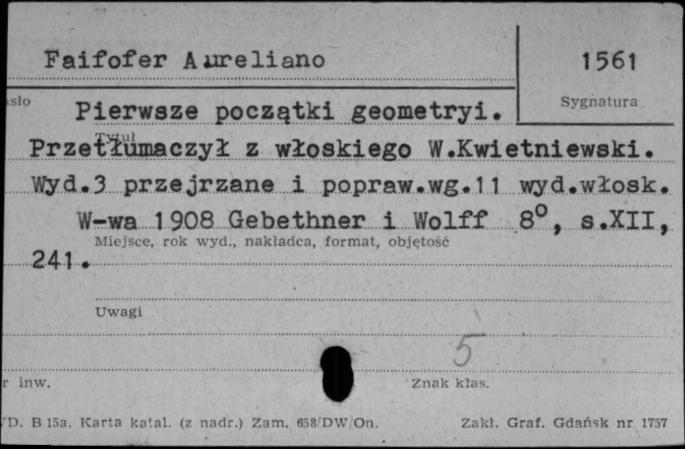 Faifofer Aureliano
1561
Sygnatura
Pierwsze początki geometryi.
Tytuł
Przetłumaczył z włoskiego W.Kwietniewski.
Wyd.3 przejrzane i popraw.wg.11 wyd.włosk.
W-wa 1908 Gebethner i Wolff 8°, s.XII,
Miejsce, rok wyd., nakładca, format, objętość
241.
Uwagi
5
inw.
Znak klas.
B 15a. Karta katal. (z nadr.) Zam. 658/DW/On.
Zakł. Graf. Gdańsk nr 1757